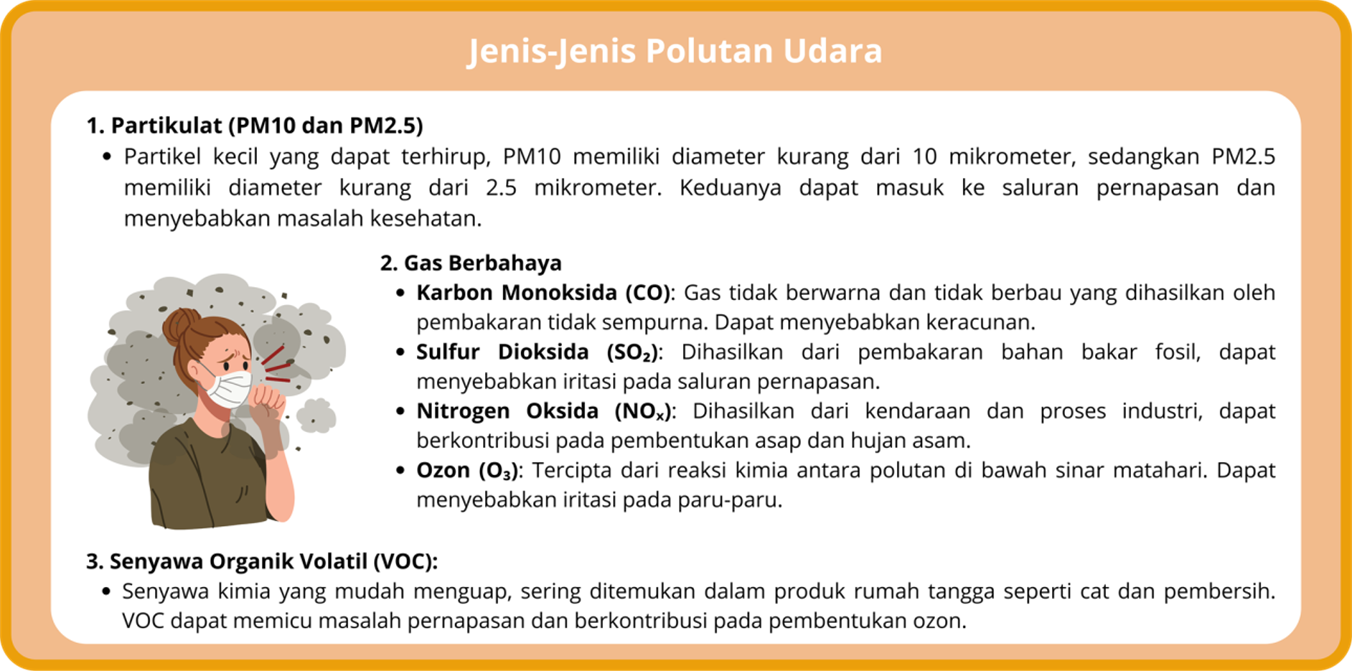 Jenis-Jenis Polutan Udara
1. Partikulat (PM10 dan PM2.5)
• Partikel kecil yang dapat terhirup, PM10 memiliki diameter kurang dari 10 mikrometer, sedangkan PM2.5
memiliki diameter kurang dari 2.5 mikrometer. Keduanya dapat masuk ke saluran pernapasan dan
menyebabkan masalah kesehatan.
2. Gas Berbahaya
• Karbon Monoksida (CO): Gas tidak berwarna dan tidak berbau yang dihasilkan oleh
pembakaran tidak sempurna. Dapat menyebabkan keracunan.
• Sulfur Dioksida (SO₂): Dihasilkan dari pembakaran bahan bakar fosil, dapat
menyebabkan iritasi pada saluran pernapasan.
• Nitrogen Oksida (NOₓ): Dihasilkan dari kendaraan dan proses industri, dapat
berkontribusi pada pembentukan asap dan hujan asam.
• Ozon (O₃): Tercipta dari reaksi kimia antara polutan di bawah sinar matahari. Dapat
menyebabkan iritasi pada paru-paru.
3. Senyawa Organik Volatil (VOC):
• Senyawa kimia yang mudah menguap, sering ditemukan dalam produk rumah tangga seperti cat dan pembersih.
VOC dapat memicu masalah pernapasan dan berkontribusi pada pembentukan ozon.